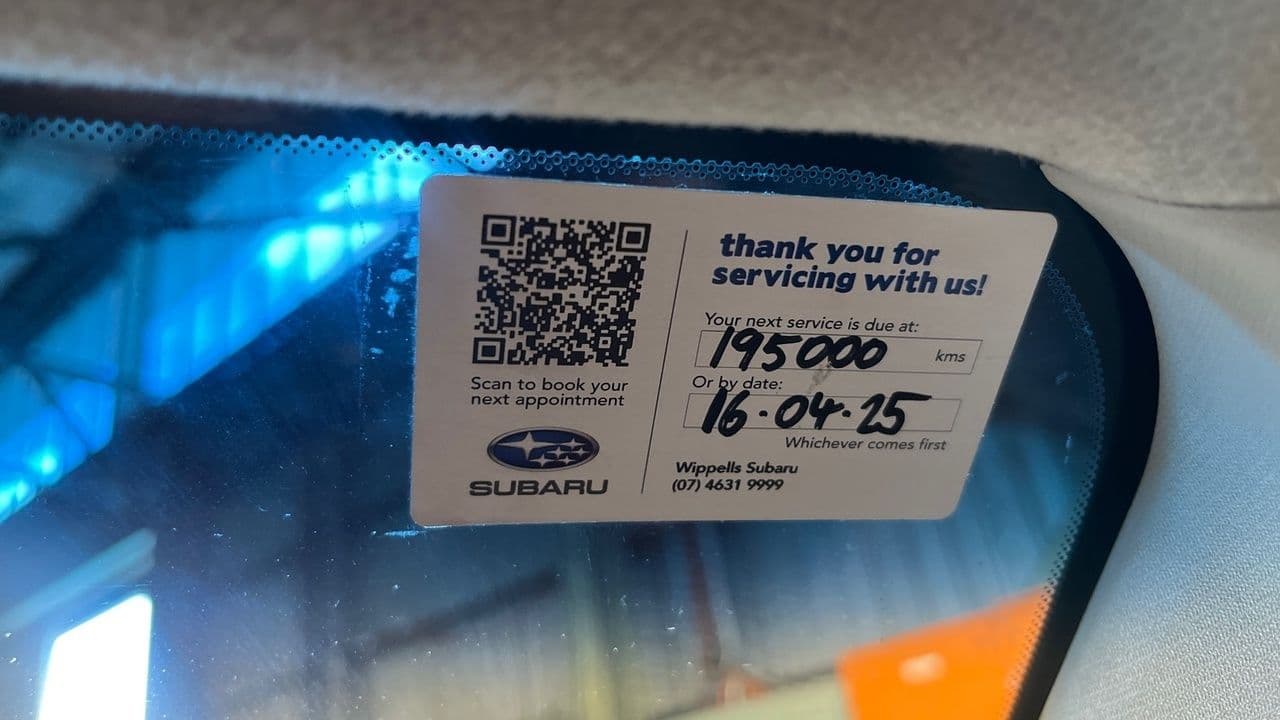 Scan to book your
next appointment
SUBARU
thank you for
servicing with us!
Your next service is due at:
195000 kms
Or by date:
16.04.25
Whichever comes first
Wippells Subaru
(07) 4631 9999